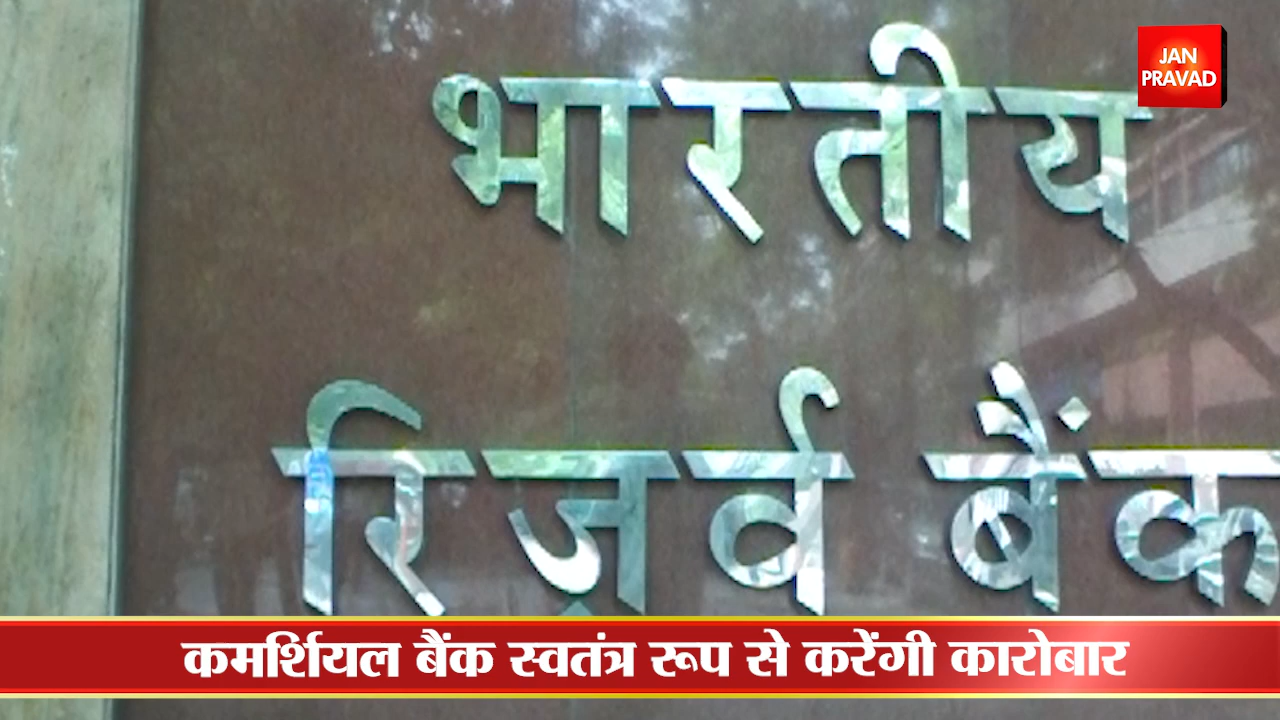 JAN
PRAVAD
भारतीय
रिज़र्व बैंक
कमर्शियल बैंक स्वतंत्र रूप से करेंगी कारोबार